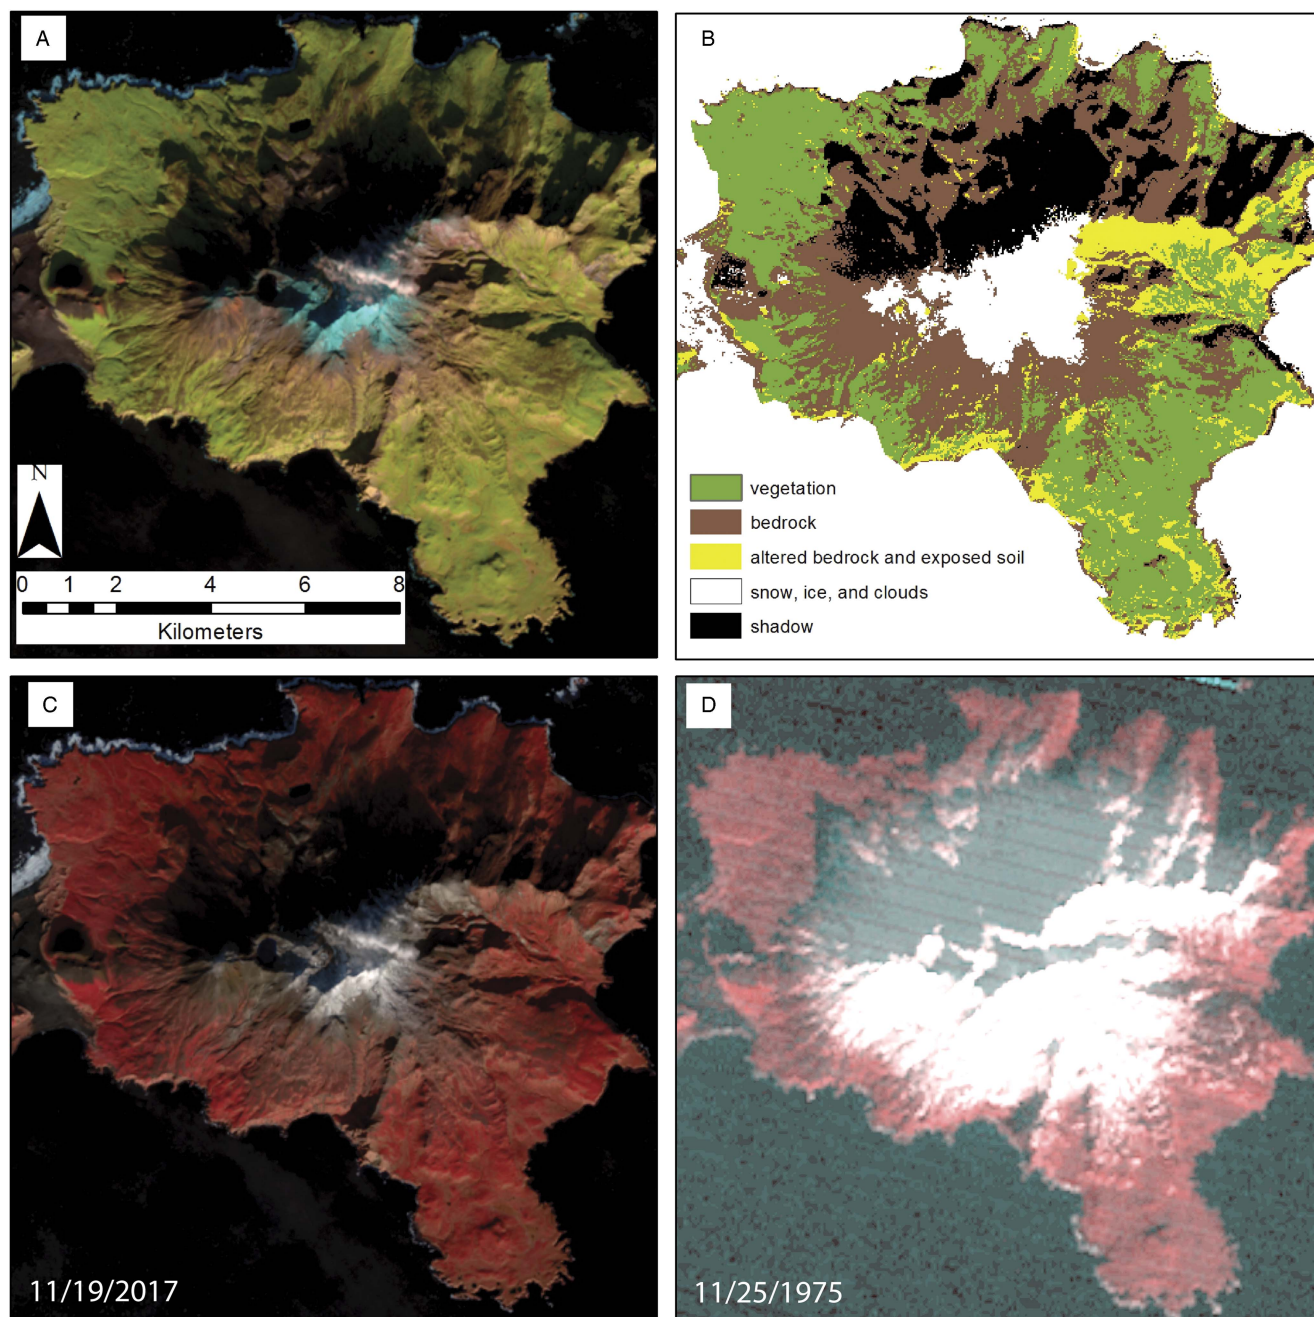 A
B
N
0 1 2 4 6 8
Kilometers
vegetation
bedrock
altered bedrock and exposed soil
snow, ice, and clouds
shadow
C
D
11/19/2017
11/25/1975